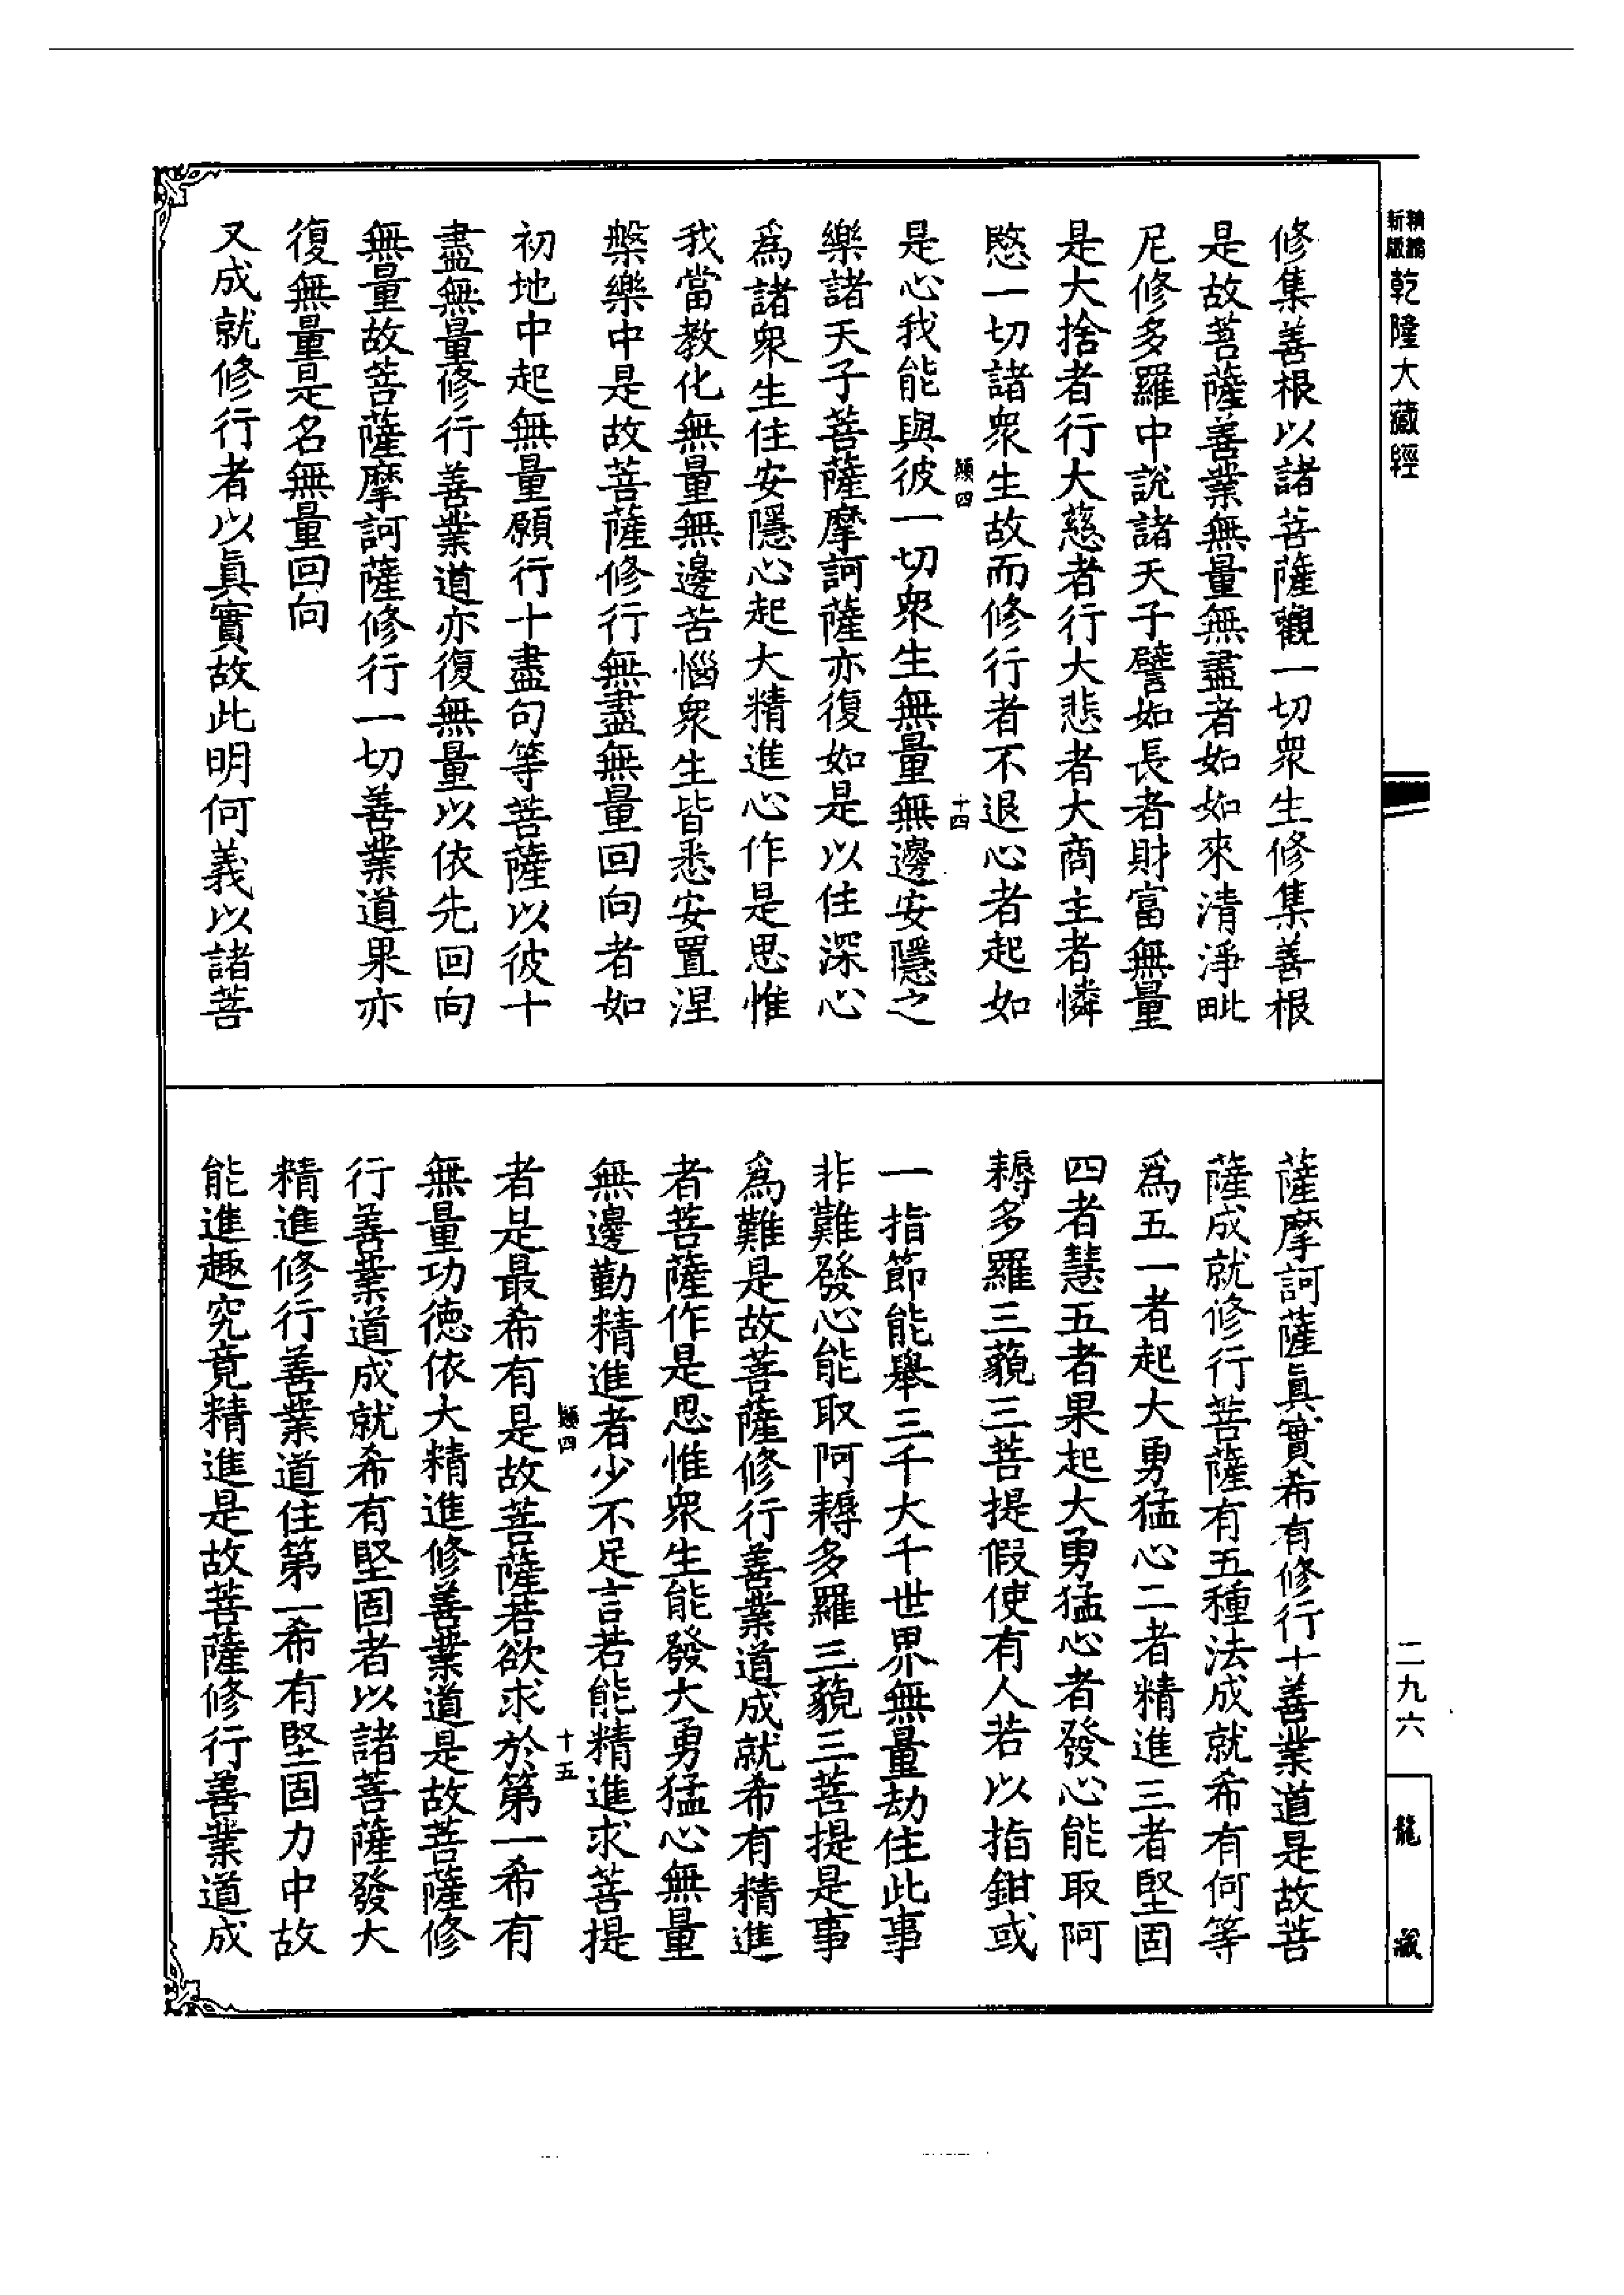 新編
縮版
乾隆大藏經
修集善根以諸菩薩觀一切衆生修集善根
是故菩薩善業無量無盡者如如來清淨毗
尼修多羅中說諸天子譬如長者財富無量
是大捨者行大慈者行大悲者大商主者憐
愍一切諸衆生故而修行者不退心者起如
是心我能與彼一切衆生無量無邊安隱之
樂諸天子菩薩摩訶薩亦復如是以住深心
爲諸衆生住安隱心起大精進心作是思惟
我當教化無量無邊苦惱衆生皆悉安置涅
槃樂中是故菩薩修行無盡無量回向者如
初地中起無量願行十盡句等菩薩以彼十
盡無量修行善業道亦復無量以依先回向
無量故菩薩摩訶薩修行一切善業道果亦
復無量是名無量回向
又成就修行者以眞實故此明何義以諸菩
十四
薩摩訶薩眞實希有修行十善業道是故菩
薩成就修行菩薩有五種法成就希有何等
爲五一者起大勇猛心二者精進三者堅固
四者慧五者果起大勇猛心者發心能取阿
耨多羅三藐三菩提假使有人若以指鉗或
一指節能舉三千大千世界無量劫住此事
非難發心能取阿耨多羅三藐三菩提是事
爲難是故菩薩修行善業道成就希有精進
者菩薩作是思惟衆生能發大勇猛心無量
無邊勤精進者少不足言若能精進求菩提
者是最希有是故菩薩若欲求於第一希有
無量功德依大精進修善業道是故菩薩修
行善業道成就希有堅固者以諸菩薩發大
精進修行善業道住第一希有堅固力中故
能進趣究竟精進是故菩薩修行善業道成
十五
二九六
龍藏